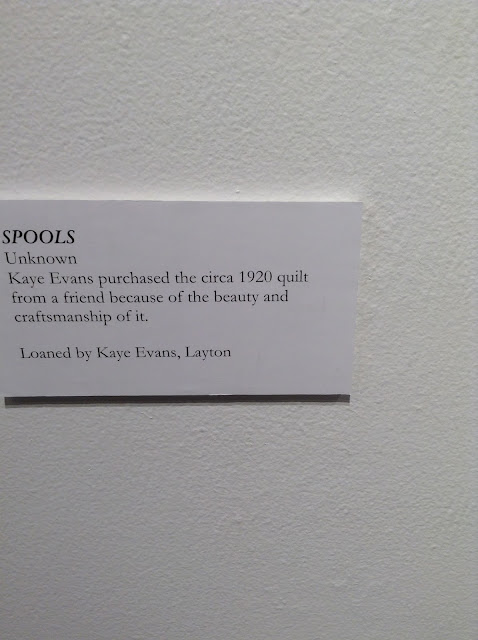 SPOOLS
Unknown
Kaye Evans purchased the circa 1920 quilt
from a friend because of the beauty and
craftsmanship of it.
Loaned by Kaye Evans, Layton